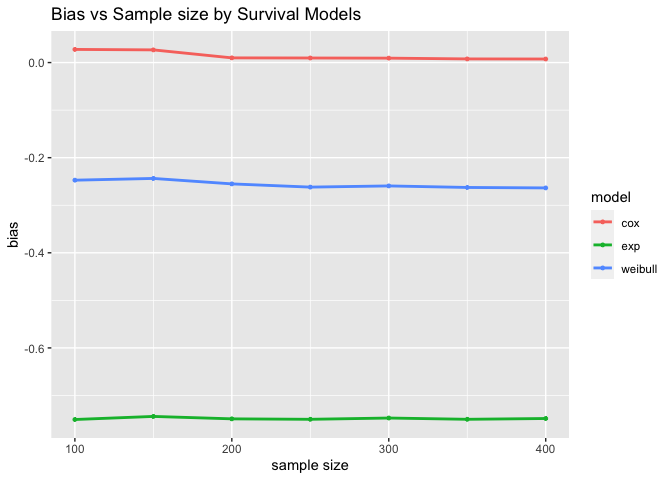 Bias vs Sample size by Survival Models
0.0
-0.2
-0.4
-0.6
bias
100
200
300
400
sample size
model
cox
exp
weibull